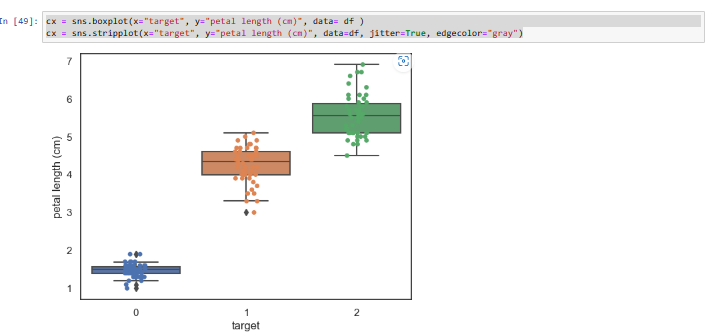 In [49]: cx = sns.boxplot(x="target", y="petal length (cm)", data= df )
cx = sns.stripplot(x="target", y="petal length (cm)", data=df, jitter=True, edgecolor="gray")
7
6
5
4
3
2
1
petal length (cm)
0 1 2
target